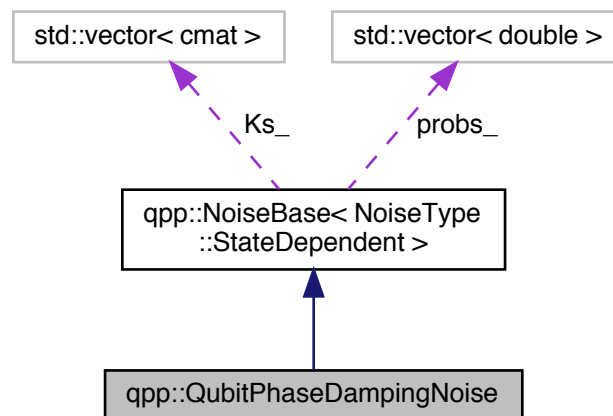 std::vector< cmat >
std::vector< double >
Ks_
probs_
qpp::NoiseBase< NoiseType
::StateDependent >
qpp::QubitPhaseDampingNoise